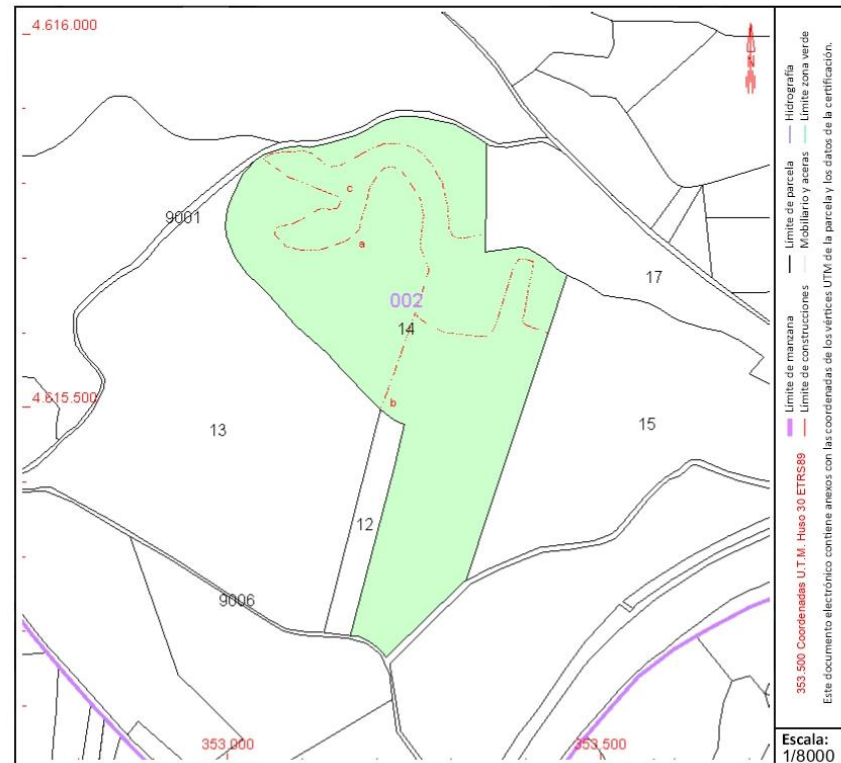 4.616.000
N
9001
c
a
002
14
17
4.615.500
b
13
15
12
9006
353.000
353.500
353.500 Coordenadas U.T.M. Huso 30 ETRS89
Límite de manzana
Límite de parcela
Hidrografía
Límite de construcciones
Mobiliario y aceras
Límite zona verde
Este documento electrónico contiene anexos con las coordenadas de los vértices UTM de la parcela y los datos de la certificación.
Escala:
1/8000